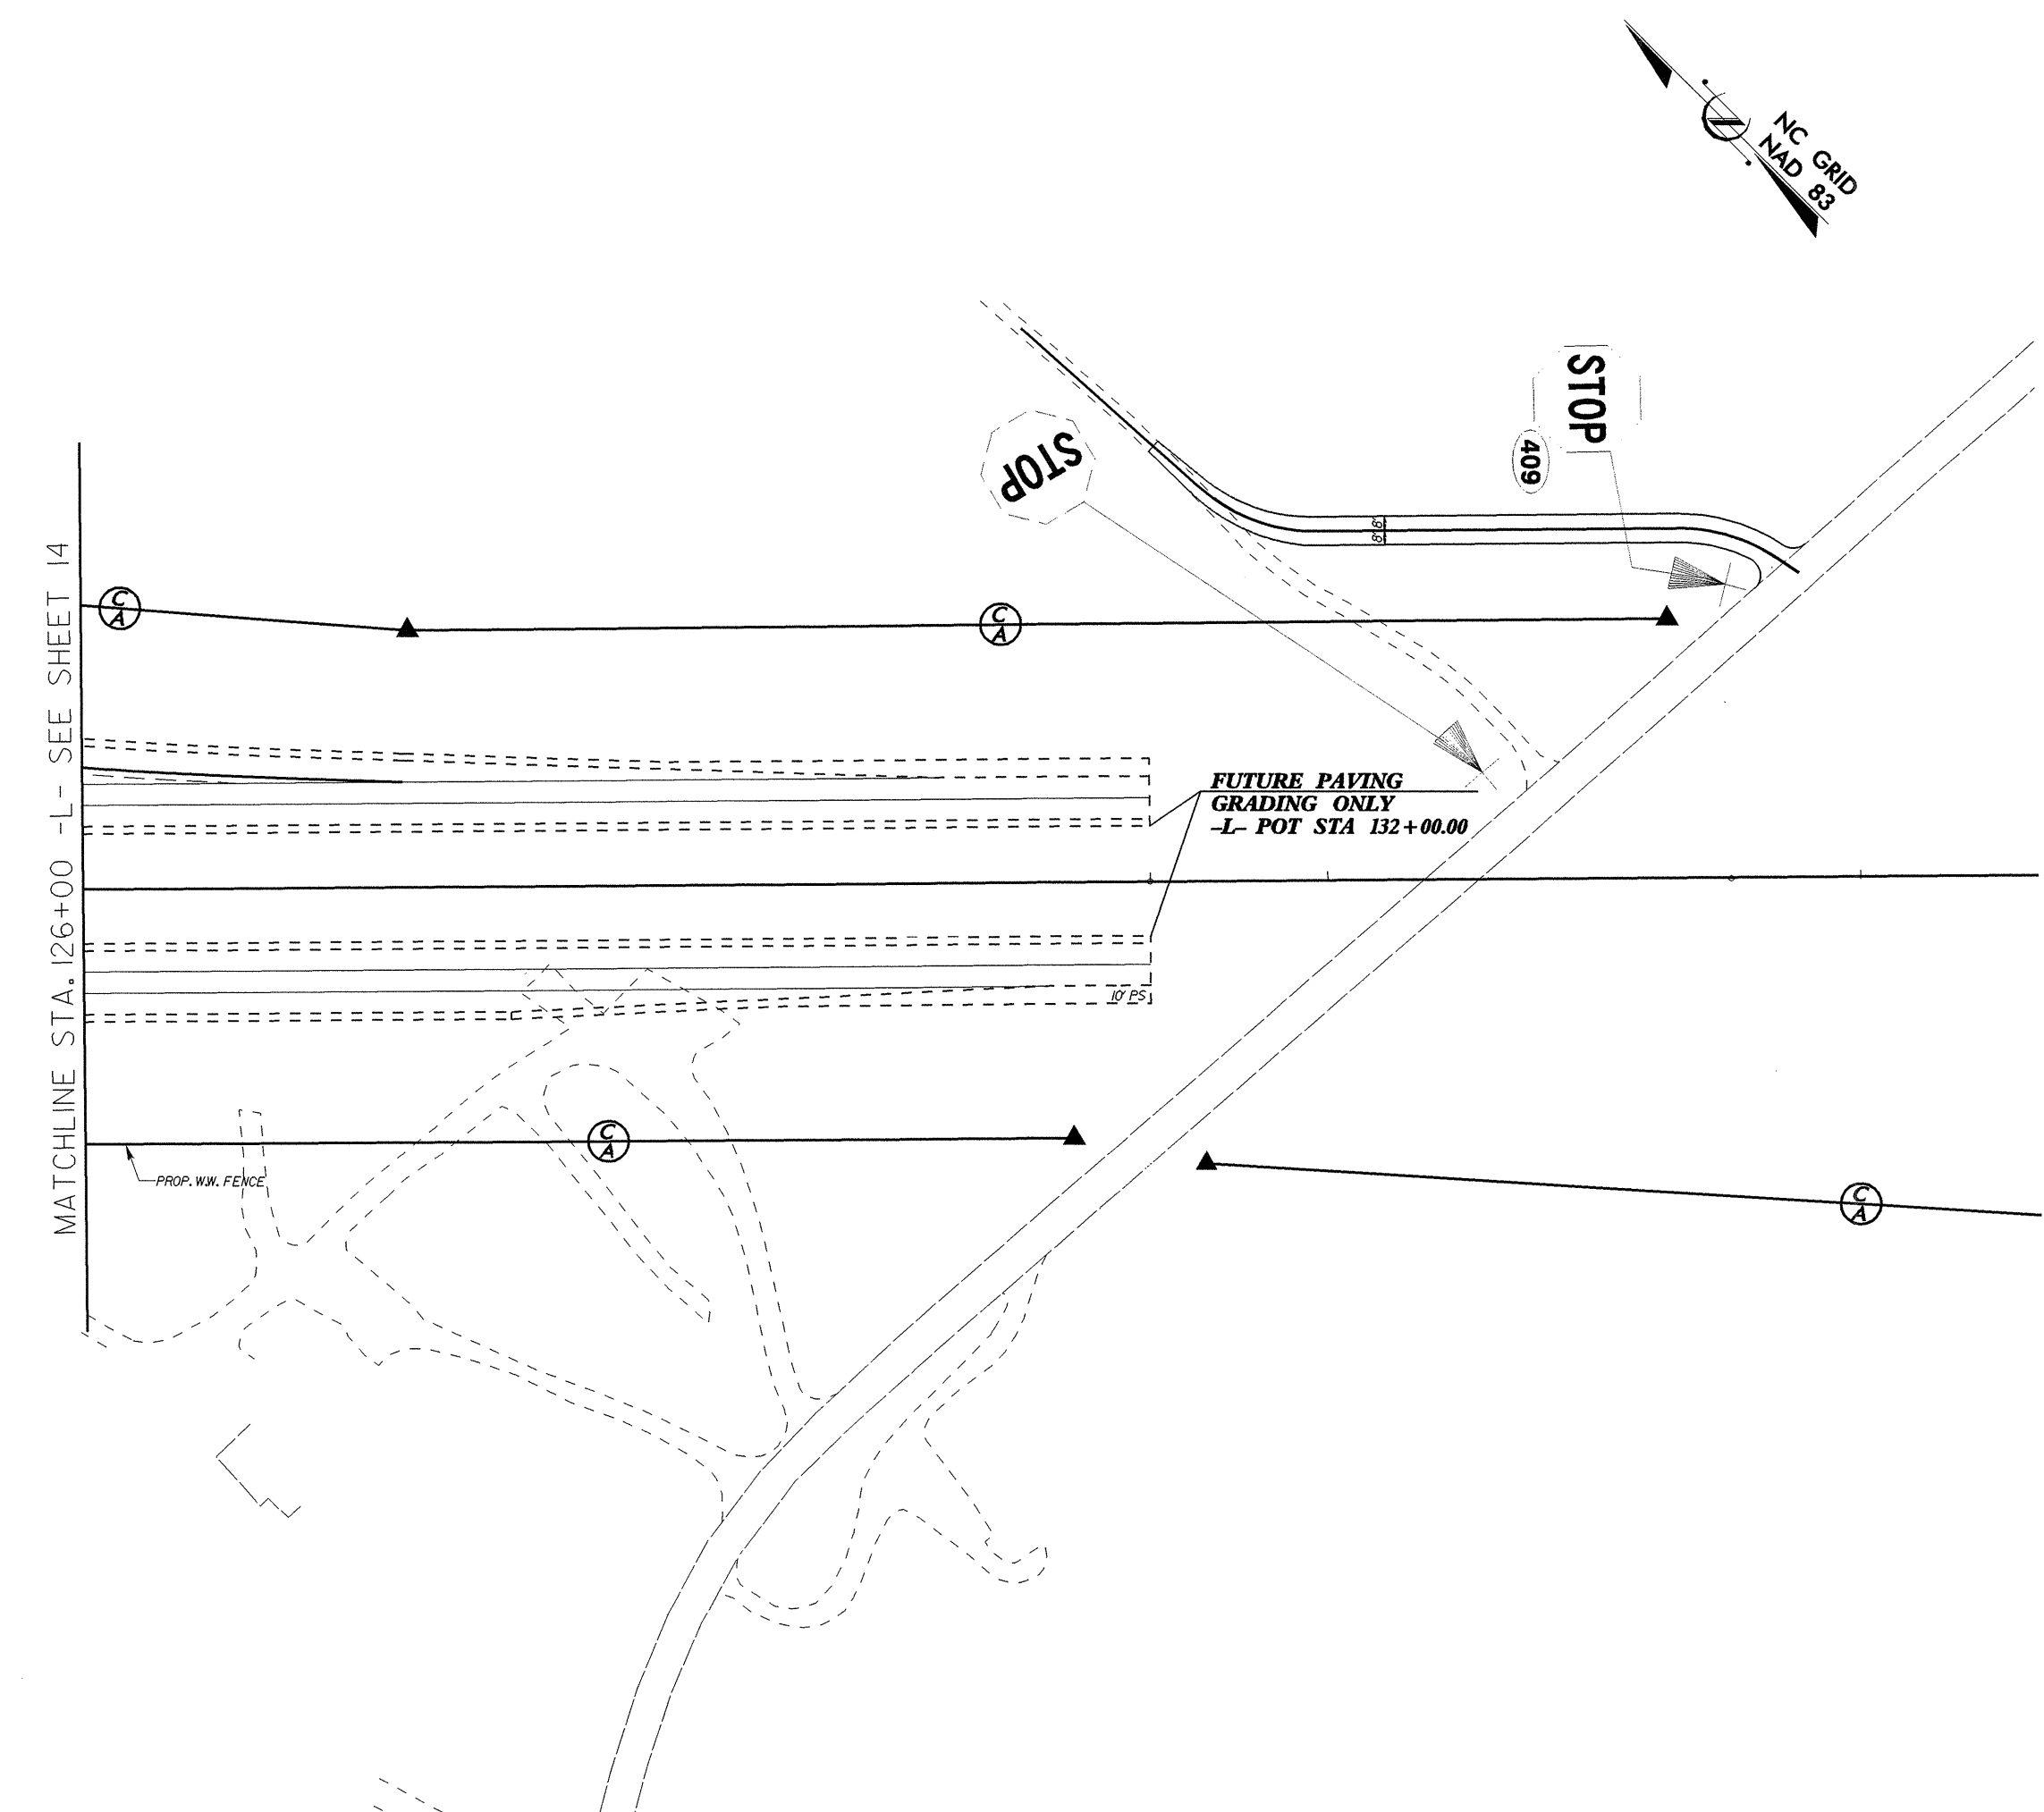 NC GRID
NAD 83
STOP
409
STOP
8'
8'
MATCHLINE STA. 126+00 -L- SEE SHEET 14
C
A
C
A
FUTURE PAVING
GRADING ONLY
-L- POT STA 132+00.00
10' PS
C
A
PROP. W.W. FENCE
C
A